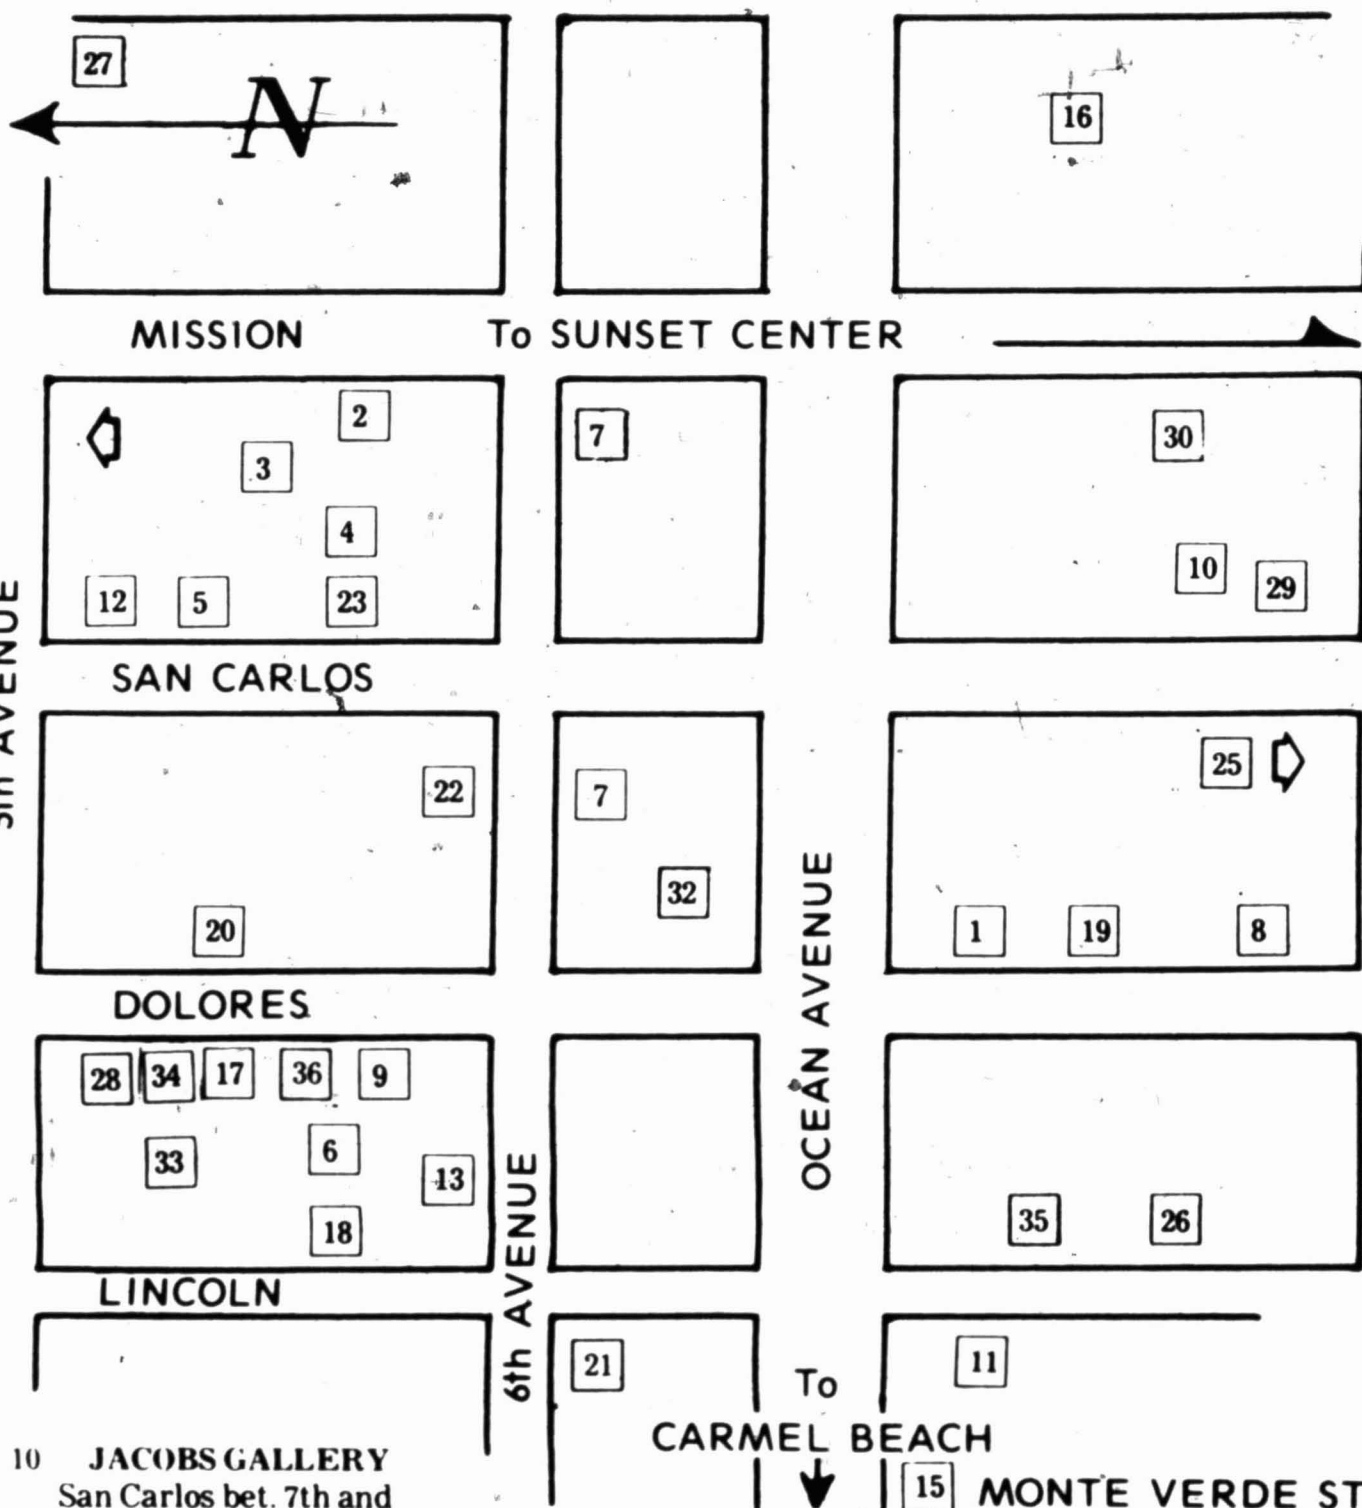 27
N
16
MISSION To SUNSET CENTER
2
7
30
3
4
10
29
12 5 23
5th AVENUE
SAN CARLOS
25
22 7
32
20 1 19 8
OCEAN AVENUE
DOLORES
28 34 17 36 9
33 6 13
18
35 26
6th AVENUE
LINCOLN
21 11
To
CARMEL BEACH
10 JACOBS GALLERY
San Carlos bet. 7th and
15 MONTE VERDE ST